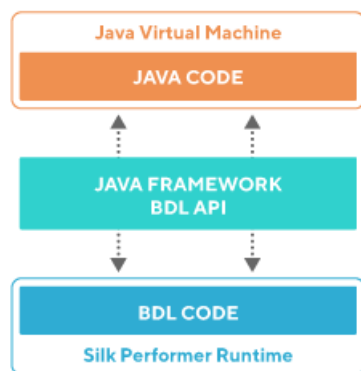 Java Virtual Machine
JAVA CODE
JAVA FRAMEWORK
BDL API
BDL CODE
Silk Performer Runtime